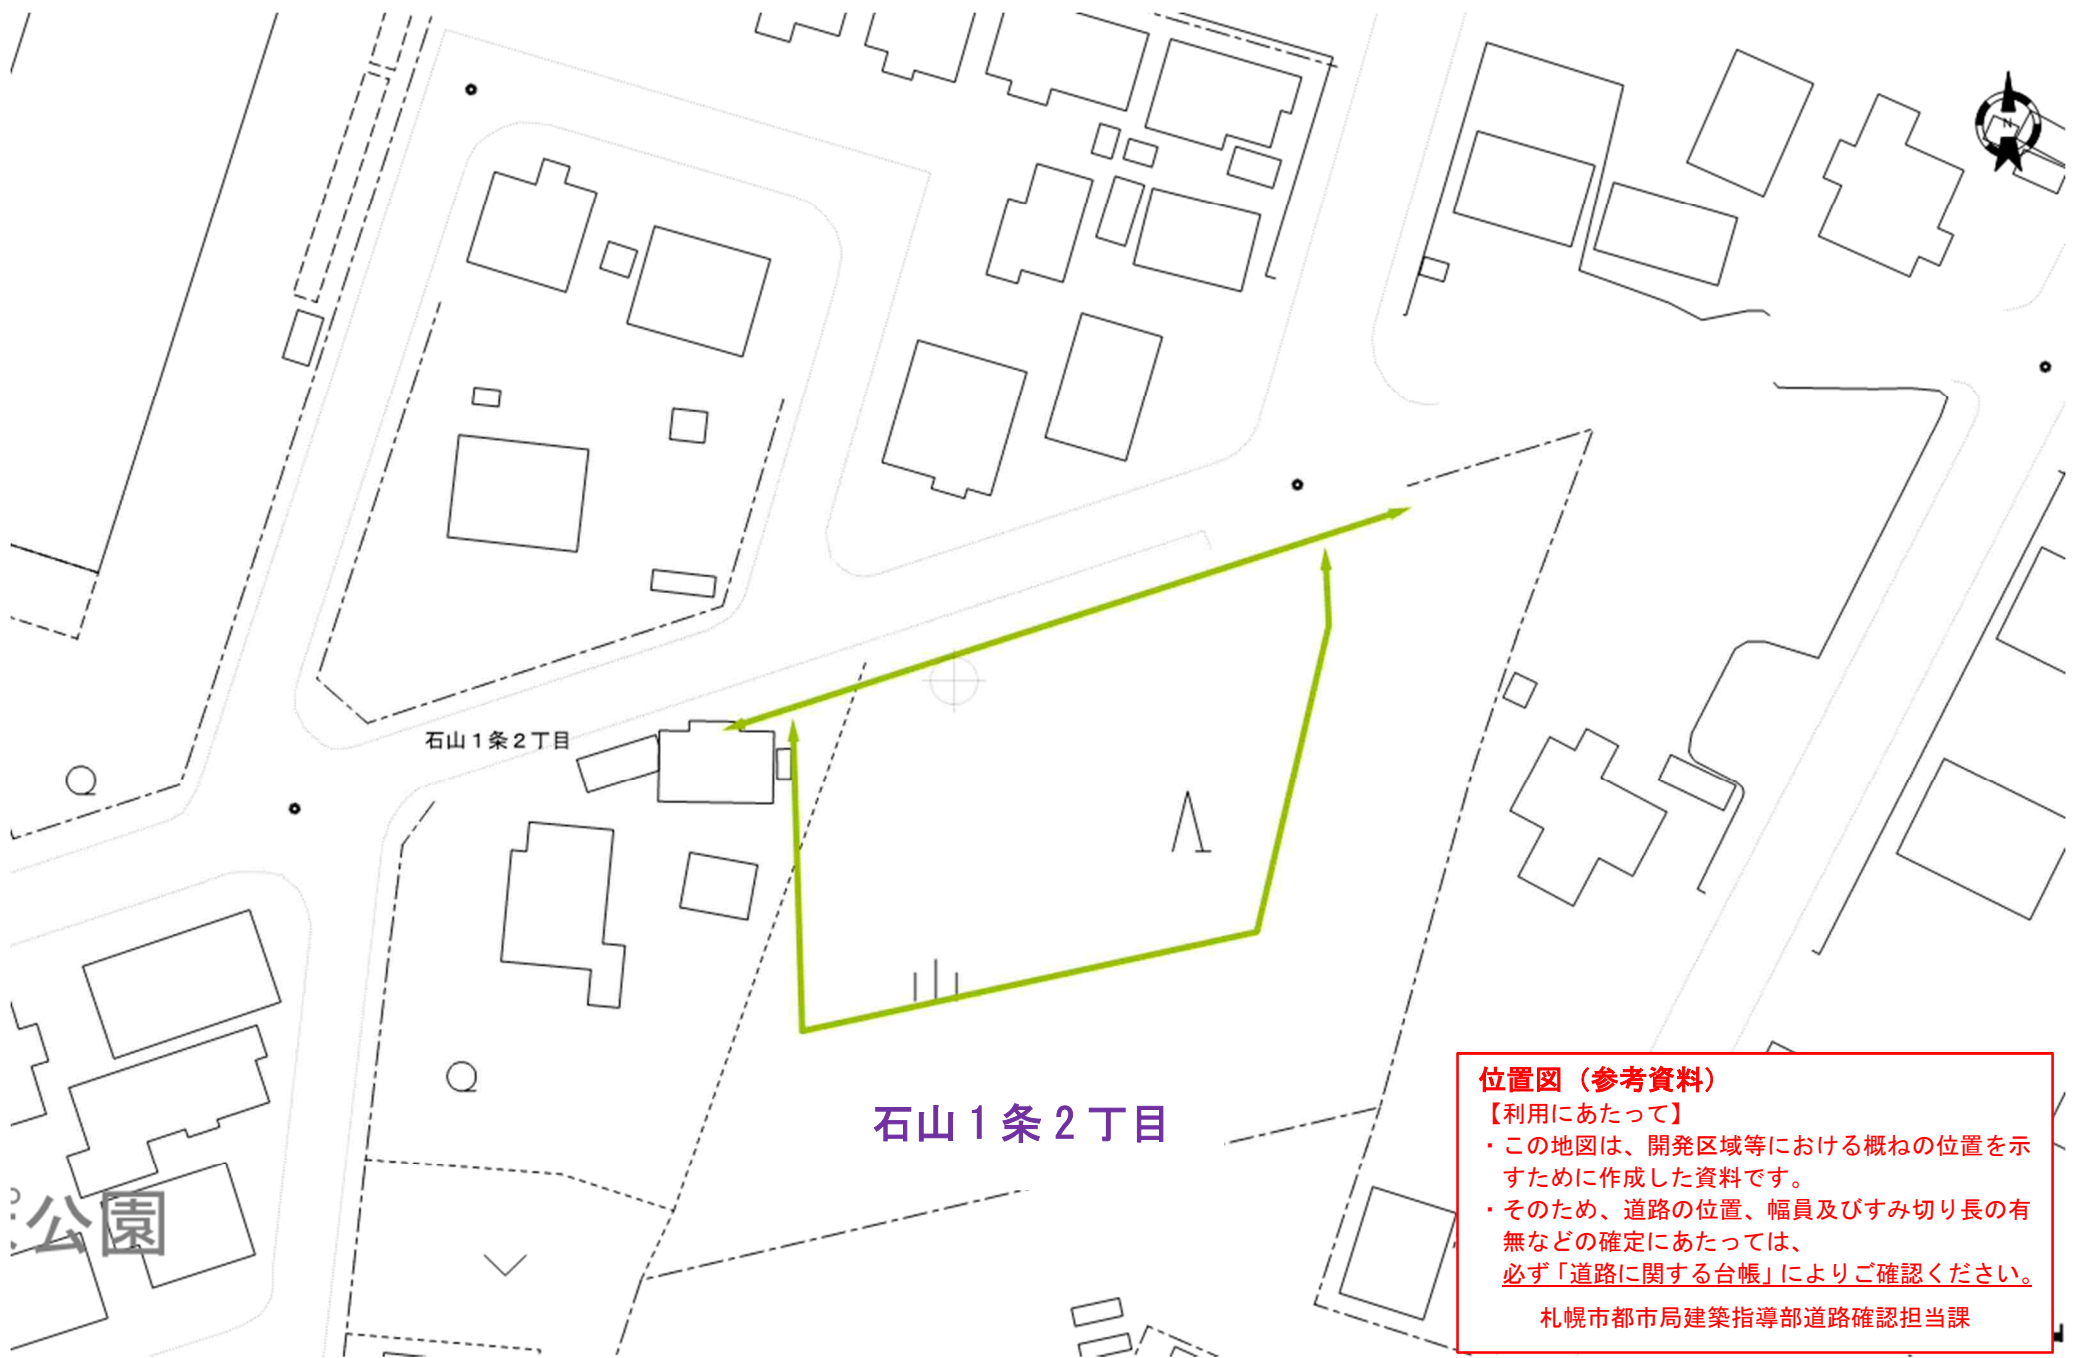 N
石山1条2丁目
石山1条2丁目
公園
位置図（参考資料）
【利用にあたって】
・この地図は、開発区域等における概ねの位置を示
すために作成した資料です。
・そのため、道路の位置、幅員及びすみ切り長の有
無などの確定にあたっては、
必ず「道路に関する台帳」によりご確認ください。
札幌市都市局建築指導部道路確認担当課